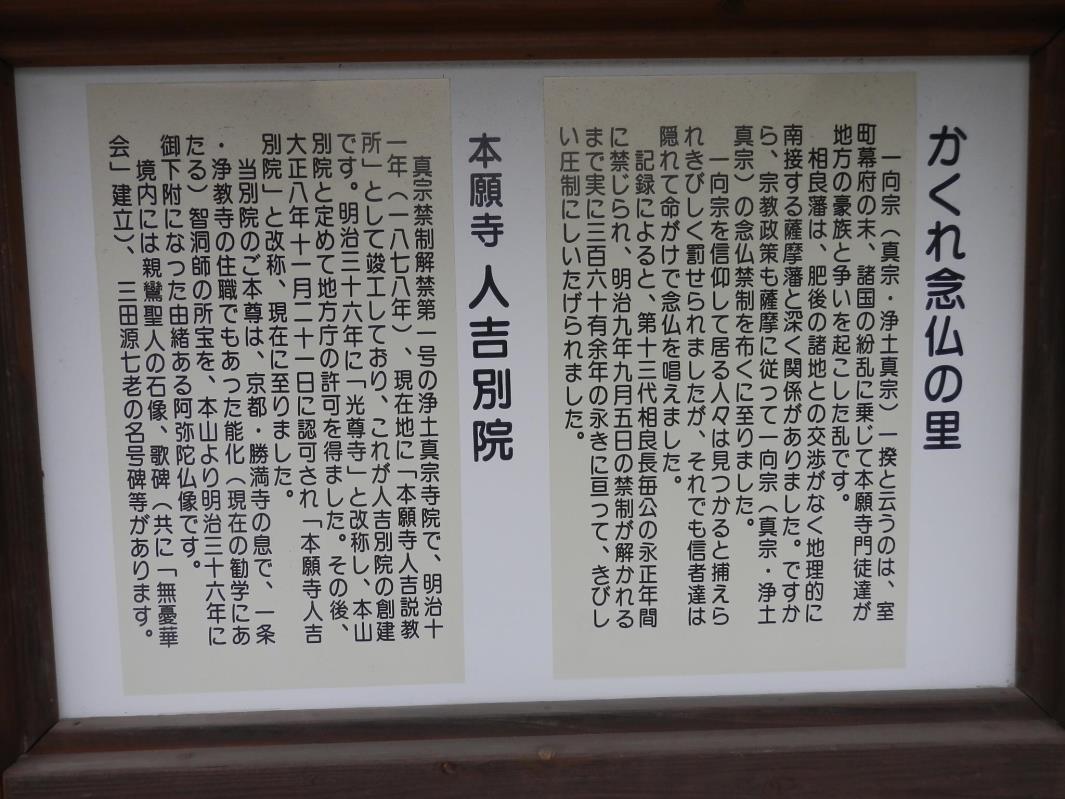 かくれ念仏の里
一向宗（真宗・浄土真宗）一揆と云うのは、室
町幕府の末、諸国の紛乱に乗じて本願寺門徒達が
地方の豪族と争いを起こした乱です。
相良藩は、肥後の諸地との交渉がなく地理的に
南接する薩摩藩と深く関係がありました。ですか
ら、宗教政策も薩摩に従って一向宗（真宗・浄土
真宗）の念仏禁制を布くに至りました。
一向宗を信仰して居る人々は見つかると捕えら
れきびしく罰せられましたが、それでも信者達は
隠れて命がけで念仏を唱えました。
記録によると、第十三代相良長毎公の永正年間
に禁じられ、明治九年九月五日の禁制が解かれる
まで実に三百六十有余年の永きに亘って、きびし
い圧制にしいたげられました。
本願寺 人吉別院
真宗禁制解禁第一号の浄土真宗寺院で、明治十
一年（一八七八年）、現在地に「本願寺人吉説教
所」として竣工しており、これが人吉別院の創建
です。明治三十六年に「光尊寺」と改称し、本山
別院と定めて地方庁の許可を得ました。その後、
大正八年十一月二十一日に認可され「本願寺人吉
別院」と改称、現在に至りました。
当別院のご本尊は、京都・勝満寺の息で、一条
・浄教寺の住職でもあった能化（現在の勧学にあ
たる）智洞師の所宝を、本山より明治三十六年に
御下附になった由緒ある阿弥陀仏像です。
境内には親鸞聖人の石像、歌碑（共に「無憂華
会」建立）、三田源七老の名号碑等があります。